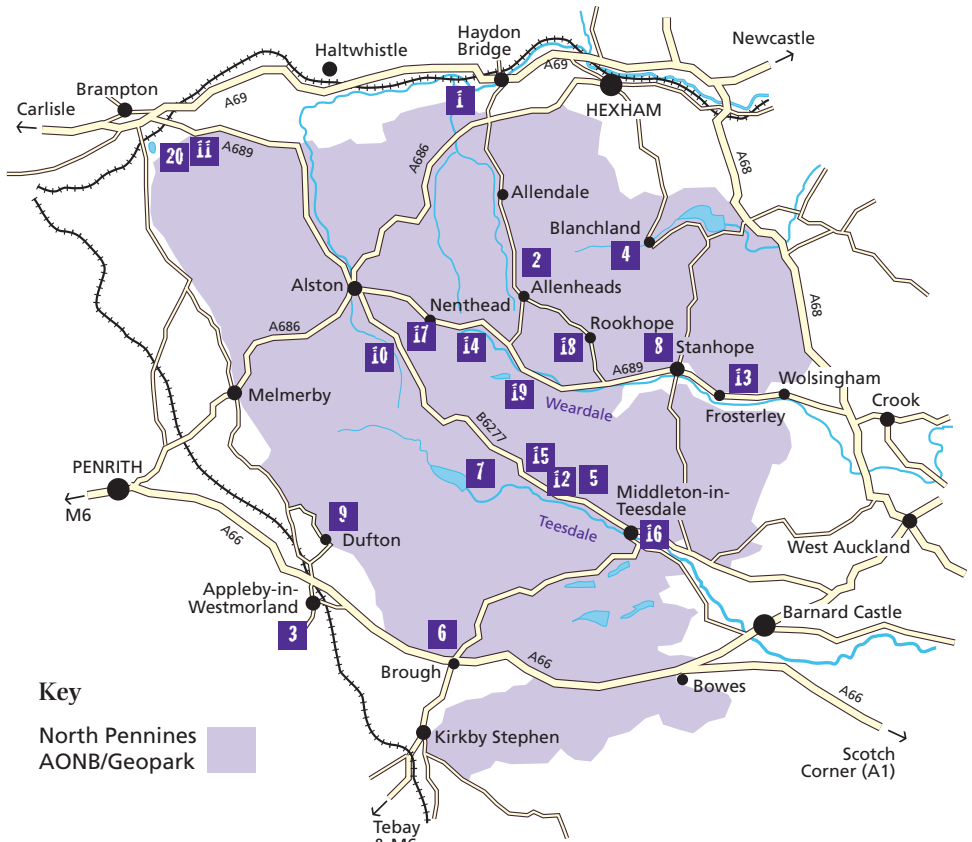 Haydon
Bridge
Newcastle
Haltwhistle
A69
Brampton
HEXHAM
Carlisle
A69
1
A686
A68
20
11
A689
Allendale
Blanchland
2
4
Alston
Allenheads
Nenthead
A68
A686
Rookhope
17
14
18
8
Stanhope
10
A689
13
Wolsingham
19
Weardale
Frosterley
Crook
Melmerby
B6277
15
PENRITH
7
12
5
Middleton-in-
Teesdale
M6
9
Teesdale
16
A66
Dufton
West Auckland
Appleby-in-
Westmorland
Barnard Castle
3
6
A66
Brough
Bowes
A66
Key
North Pennines
AONB/Geopark
Kirkby Stephen
Scotch
Corner (A1)
Tebay
& M6